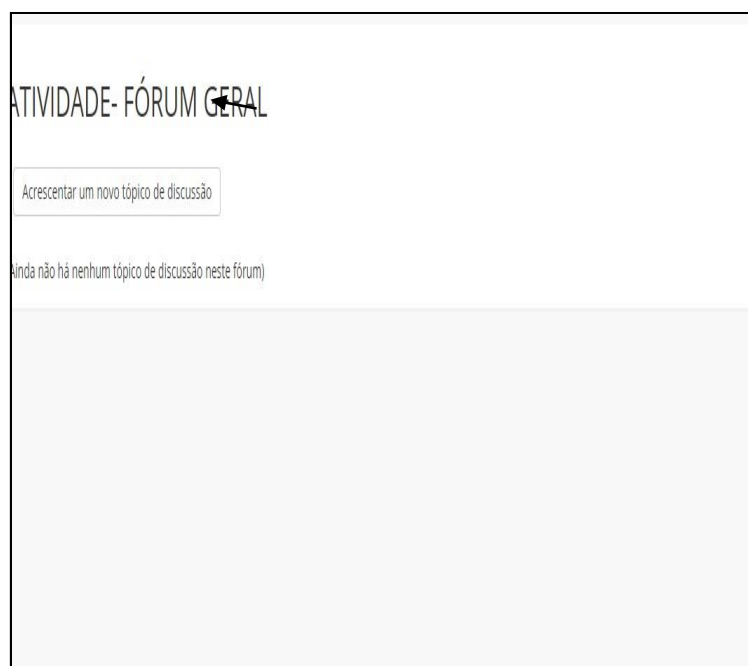 ATIVIDADE- FÓRUM GERAL
Acrescentar um novo tópico de discussão
Ainda não há nenhum tópico de discussão neste fórum)